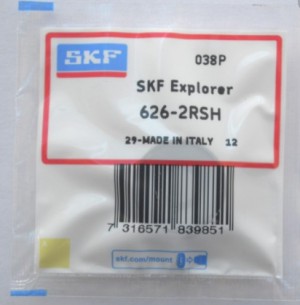 SKF
038P
SKF Explorer
626-2RSH
29-MADE IN ITALY 12
7 316571 839851
skf.com/mount